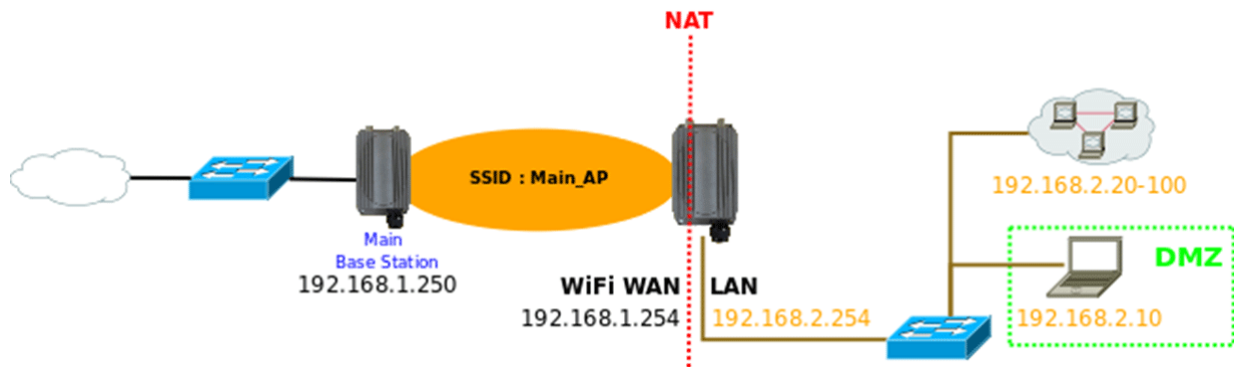 NAT
SSID : Main_AP
Main
Base Station
192.168.1.250
WiFi WAN
LAN
192.168.1.254
192.168.2.254
192.168.2.20-100
DMZ
192.168.2.10